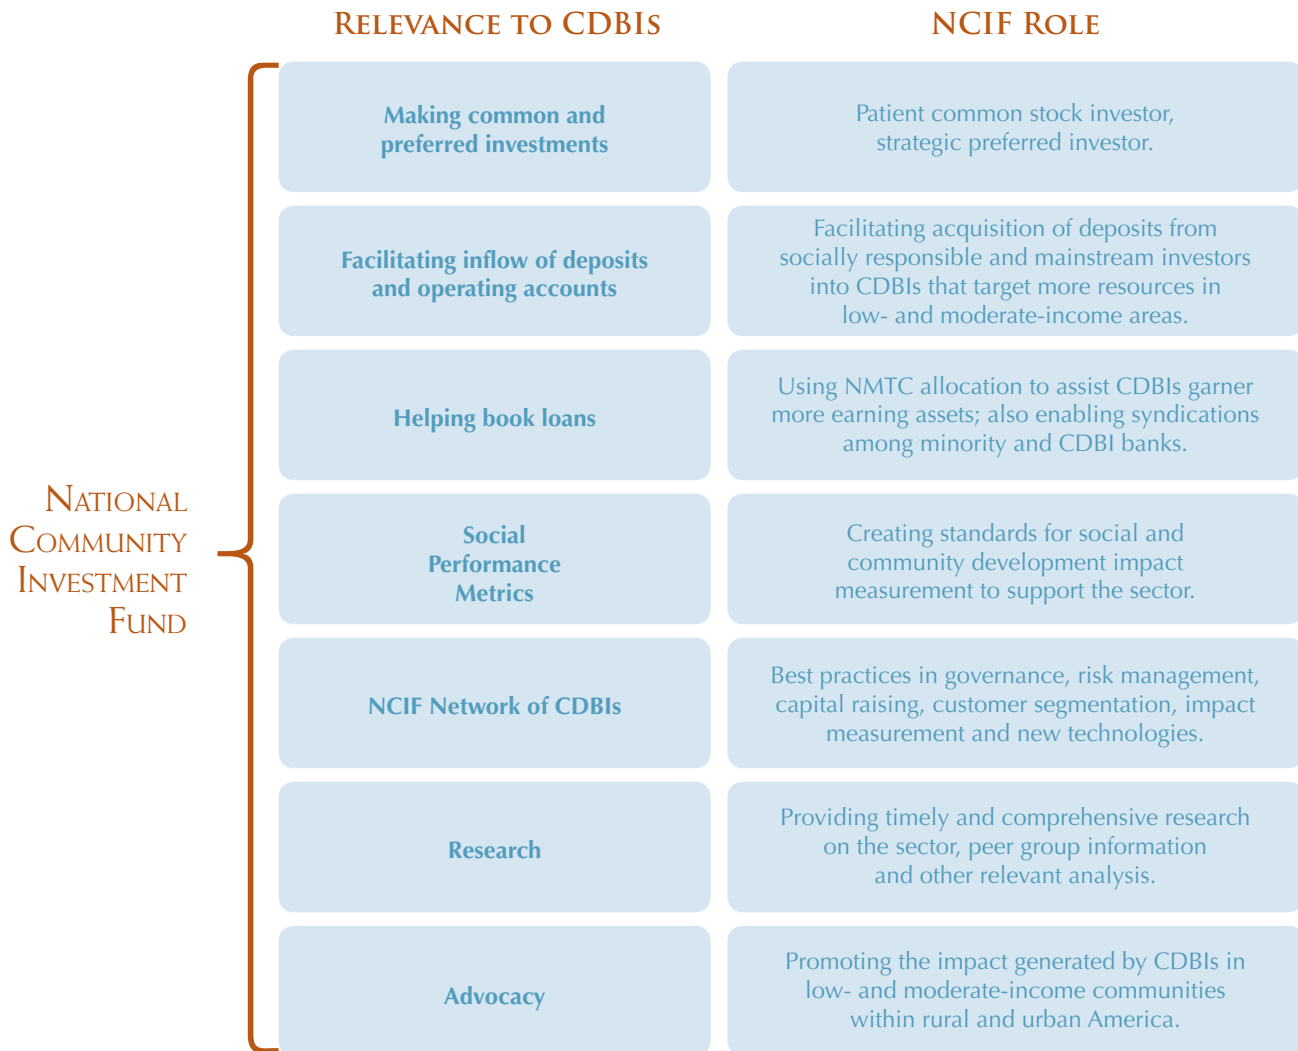 Relevance to CDBIs
NCIF Role
National
Community
Investment
Fund
Making common and
preferred investments
Patient common stock investor,
strategic preferred investor.
Facilitating inflow of deposits
and operating accounts
Facilitating acquisition of deposits from
socially responsible and mainstream investors
into CDBIs that target more resources in
low- and moderate-income areas.
Helping book loans
Using NMTC allocation to assist CDBIs garner
more earning assets; also enabling syndications
among minority and CDBI banks.
Social
Performance
Metrics
Creating standards for social and
community development impact
measurement to support the sector.
NCIF Network of CDBIs
Best practices in governance, risk management,
capital raising, customer segmentation, impact
measurement and new technologies.
Research
Providing timely and comprehensive research
on the sector, peer group information
and other relevant analysis.
Advocacy
Promoting the impact generated by CDBIs in
low- and moderate-income communities
within rural and urban America.